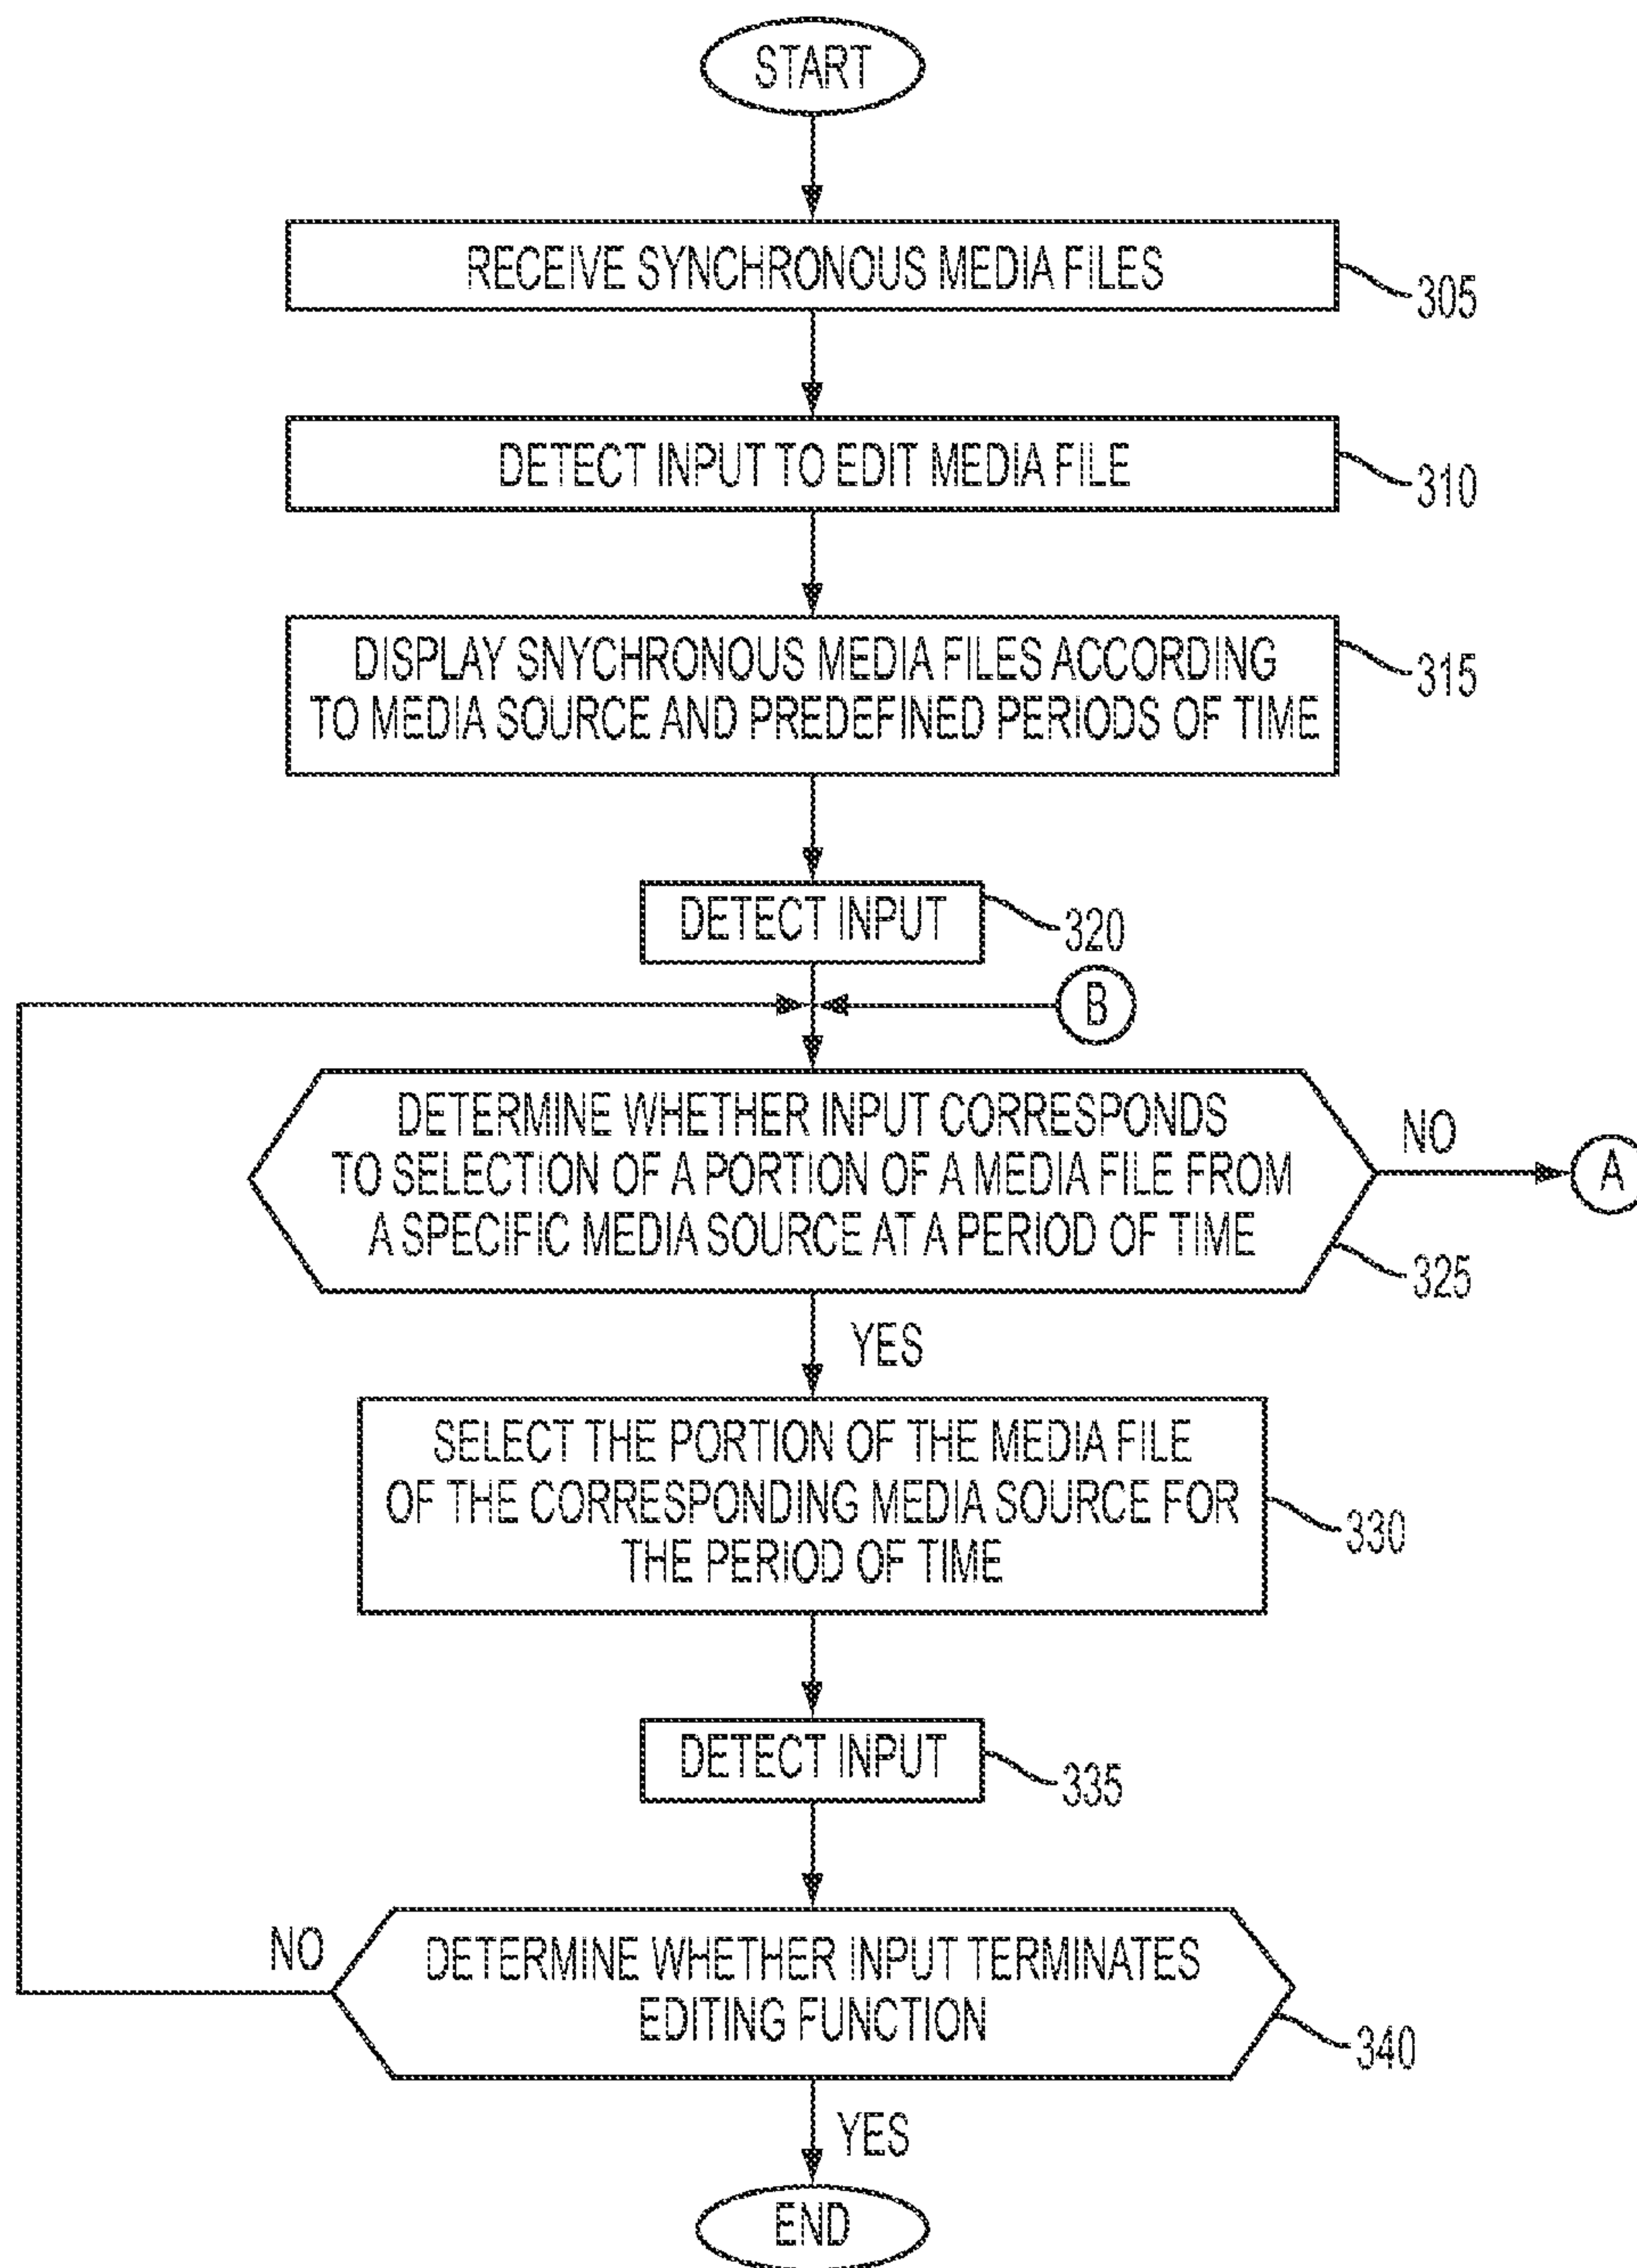 START
RECEIVE SYNCHRONOUS MEDIA FILES
305
DETECT INPUT TO EDIT MEDIA FILE
310
DISPLAY SNYCHRONOUS MEDIA FILES ACCORDING
TO MEDIA SOURCE AND PREDEFINED PERIODS OF TIME
315
DETECT INPUT
320
B
DETERMINE WHETHER INPUT CORRESPONDS
TO SELECTION OF A PORTION OF A MEDIA FILE FROM
A SPECIFIC MEDIA SOURCE AT A PERIOD OF TIME
NO
A
325
YES
SELECT THE PORTION OF THE MEDIA FILE
OF THE CORRESPONDING MEDIA SOURCE FOR
THE PERIOD OF TIME
330
DETECT INPUT
335
NO
DETERMINE WHETHER INPUT TERMINATES
EDITING FUNCTION
340
YES
END